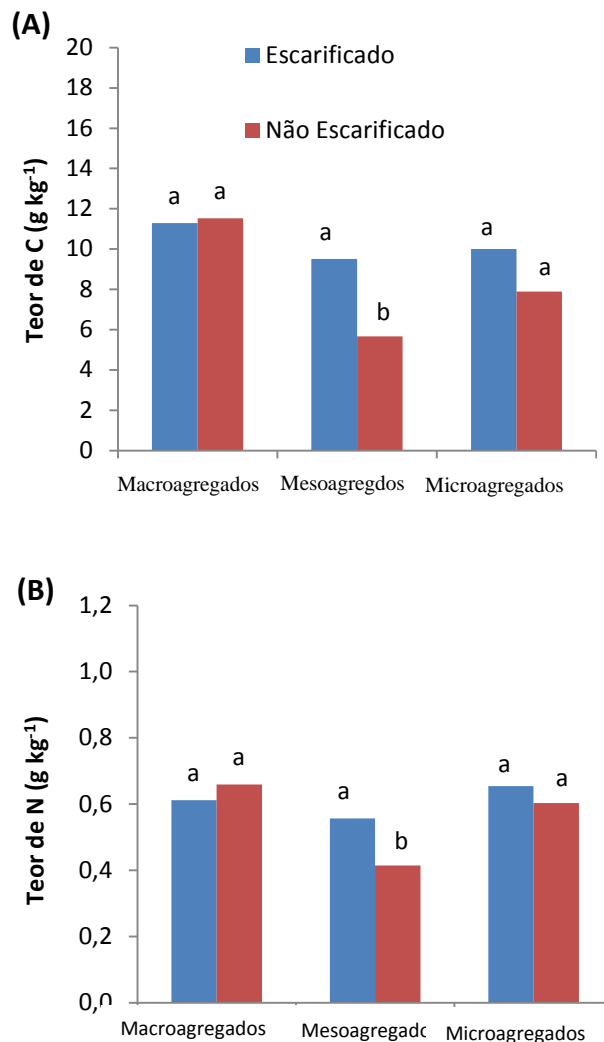 (A)
Teor de C (g kg⁻¹)
20
18
16
14
12
10
8
6
4
2
0
Escarificado
Não Escarificado
a a a b a a
Macroagregados Mesoagregdos Microagregados
(B)
Teor de N (g kg⁻¹)
1,2
1,0
0,8
0,6
0,4
0,2
0,0
a a a b a a
Macroagregados Mesoagregadc Microagregados